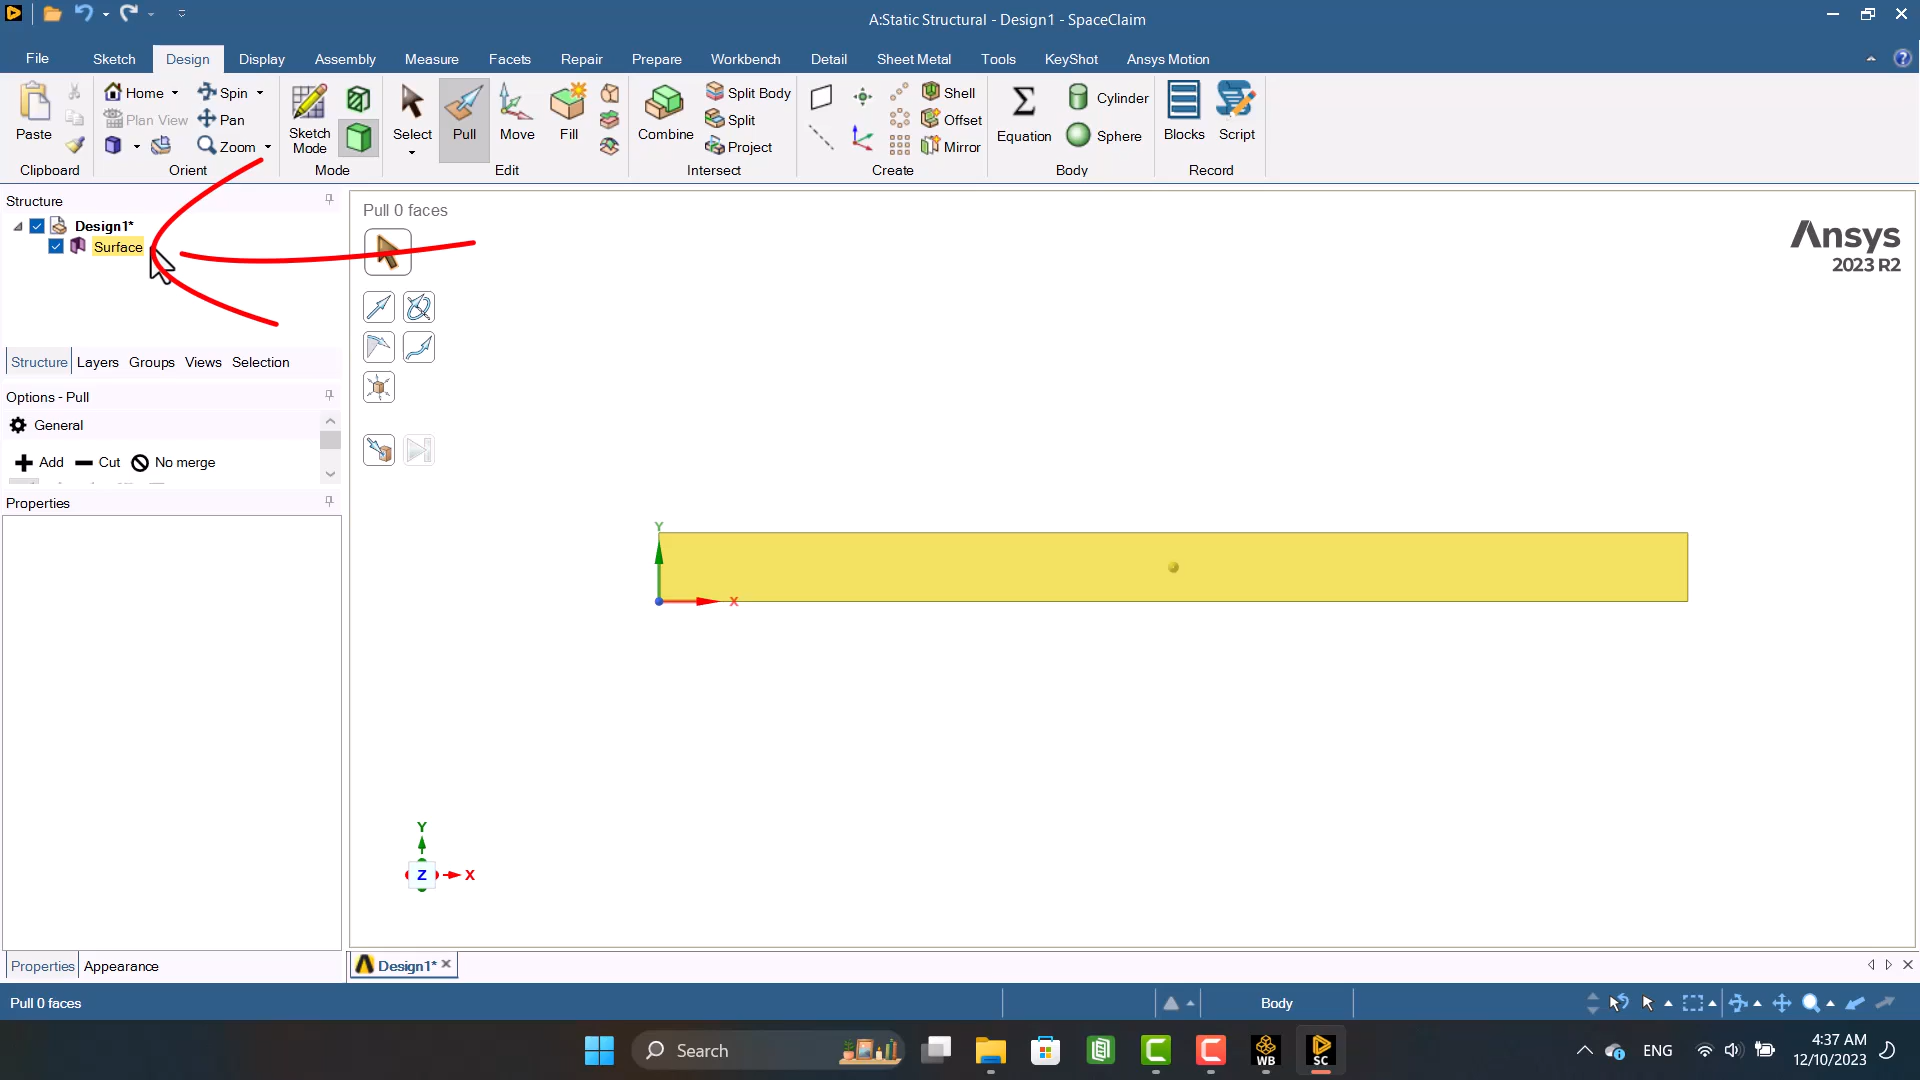 A:Static Structural - Design1 - SpaceClaim
File Sketch Design Display Assembly Measure Facets Repair Prepare Workbench Detail Sheet Metal Tools KeyShot Ansys Motion
Paste
Clipboard
Home Spin
Plan View Pan
Zoom
Orient
Sketch Mode
Mode
Select Pull Move Fill
Edit
Combine
Split Body
Split
Project
Intersect
Shell
Offset
Mirror
Create
Equation
Cylinder
Sphere
Body
Blocks Script
Record
Structure
Design1*
Surface
Structure Layers Groups Views Selection
Options - Pull
General
Add Cut No merge
Properties
Properties Appearance
Pull 0 faces
Ansys
2023 R2
Y
X
Y
Z X
Design1*
Pull 0 faces
Body
Search
WB
SC
ENG
4:37 AM
12/10/2023